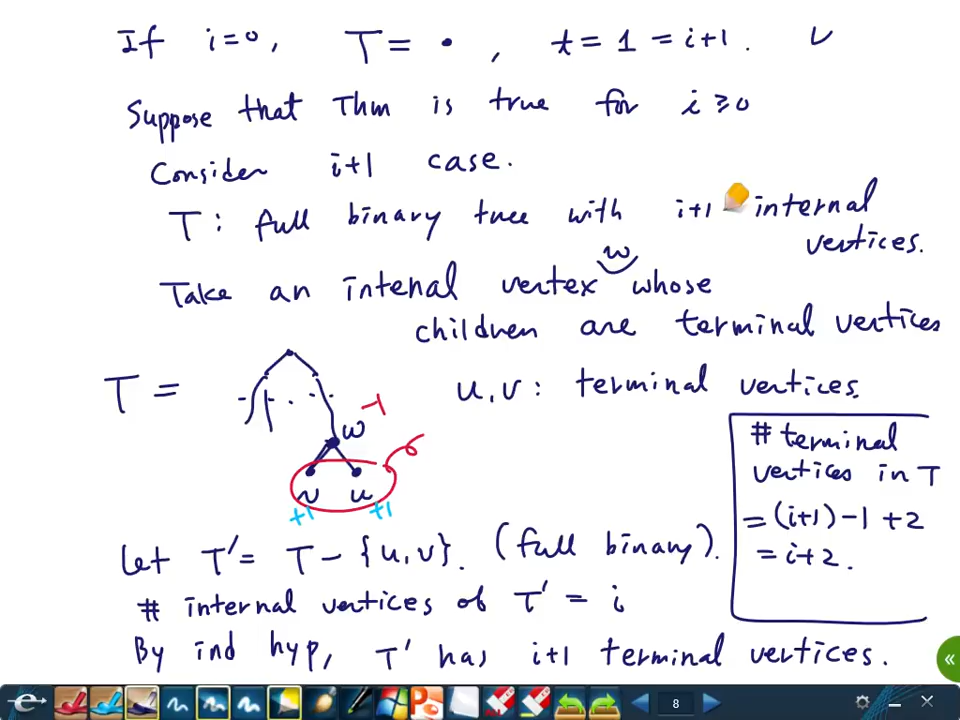 If i=0, T= • , t = 1 = i+1. ✓
Suppose that Thm is true for i ≥ 0
Consider i+1 case.
T: full binary tree with i+1 internal
vertices.
Take an intenal vertex w whose
children are terminal vertices
T =
u,v: terminal vertices.
w -1
v u
+1 +1
# terminal
vertices in T
= (i+1) - 1 + 2
= i+2.
Let T' = T - {u,v}. (full binary).
# internal vertices of T' = i
By ind hyp, T' has i+1 terminal vertices.
8